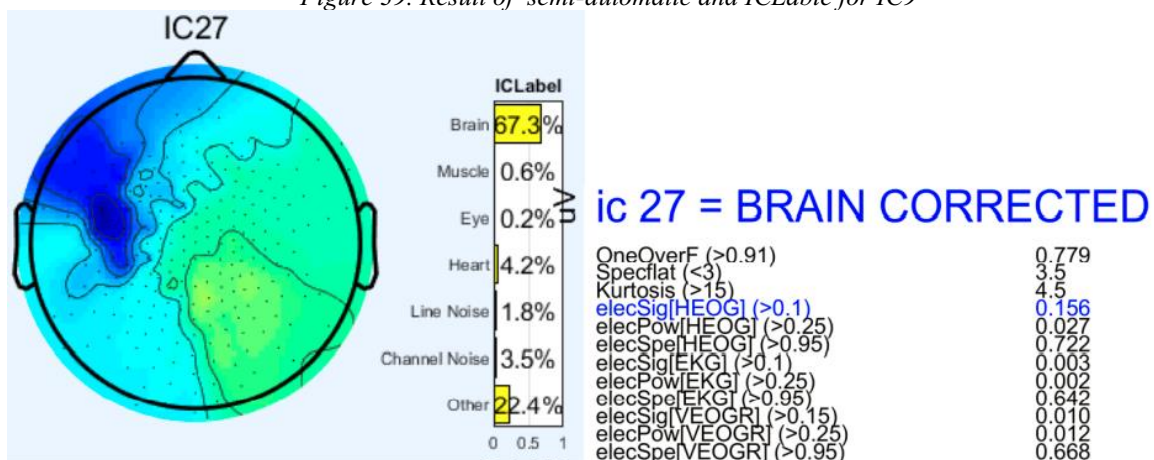 Figure 39: Result of semi-automatic and ICLable for IC9
IC27
ICLabel
Brain 67.3%
Muscle 0.6%
Eye 0.2%
Heart 4.2%
Line Noise 1.8%
Channel Noise 3.5%
Other 22.4%
0 0.5 1
uV
ic 27 = BRAIN CORRECTED
OneOverF (>0.91) 0.779
Specflat (<3) 3.5
Kurtosis (>15) 4.5
elecSig[HEOG] (>0.1) 0.156
elecPow[HEOG] (>0.25) 0.027
elecSpe[HEOG] (>0.95) 0.722
elecSig[EKG] (>0.1) 0.003
elecPow[EKG] (>0.25) 0.002
elecSpe[EKG] (>0.95) 0.642
elecSig[VEOGR] (>0.15) 0.010
elecPow[VEOGR] (>0.25) 0.012
elecSpe[VEOGR] (>0.95) 0.668